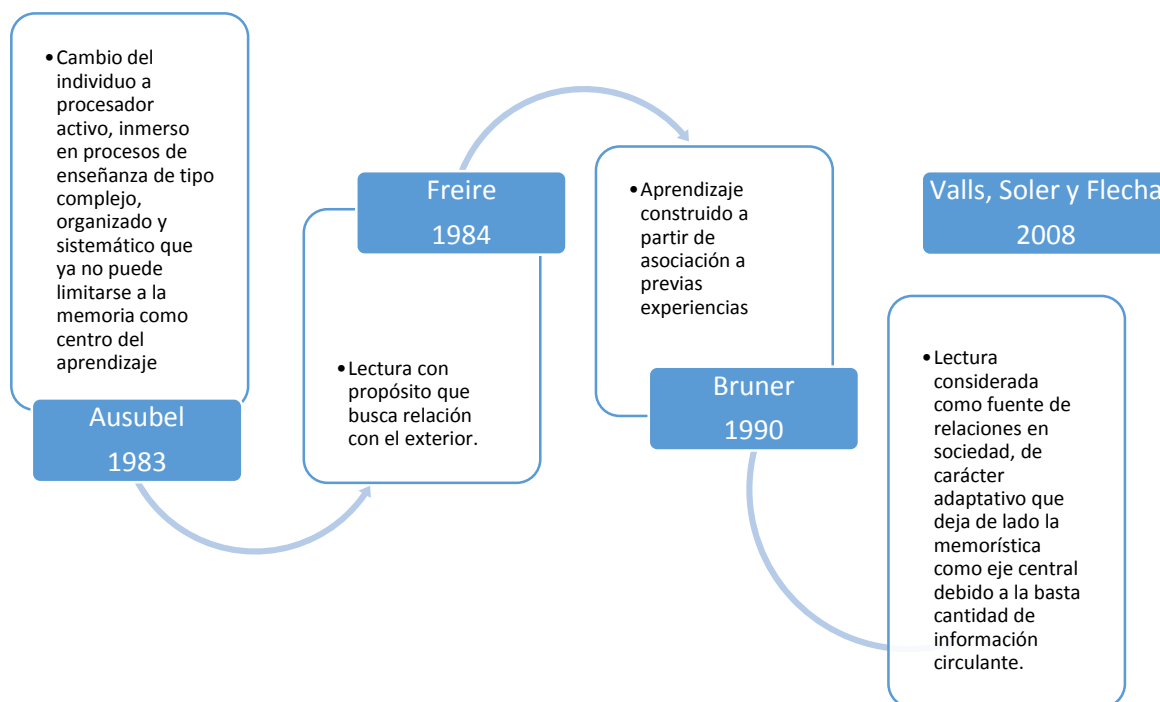 •Cambio del
individuo a
procesador
activo, inmerso
en procesos de
enseñanza de tipo
complejo,
organizado y
sistemático que
ya no puede
limitarse a la
memoria como
centro del
aprendizaje
Ausubel
1983
Freire
1984
•Lectura con
propósito que
busca relación
con el exterior.
•Aprendizaje
construido a
partir de
asociación a
previas
experiencias
Bruner
1990
Valls, Soler y Flecha
2008
•Lectura
considerada
como fuente de
relaciones en
sociedad, de
carácter
adaptativo que
deja de lado la
memorística
como eje central
debido a la basta
cantidad de
información
circulante.